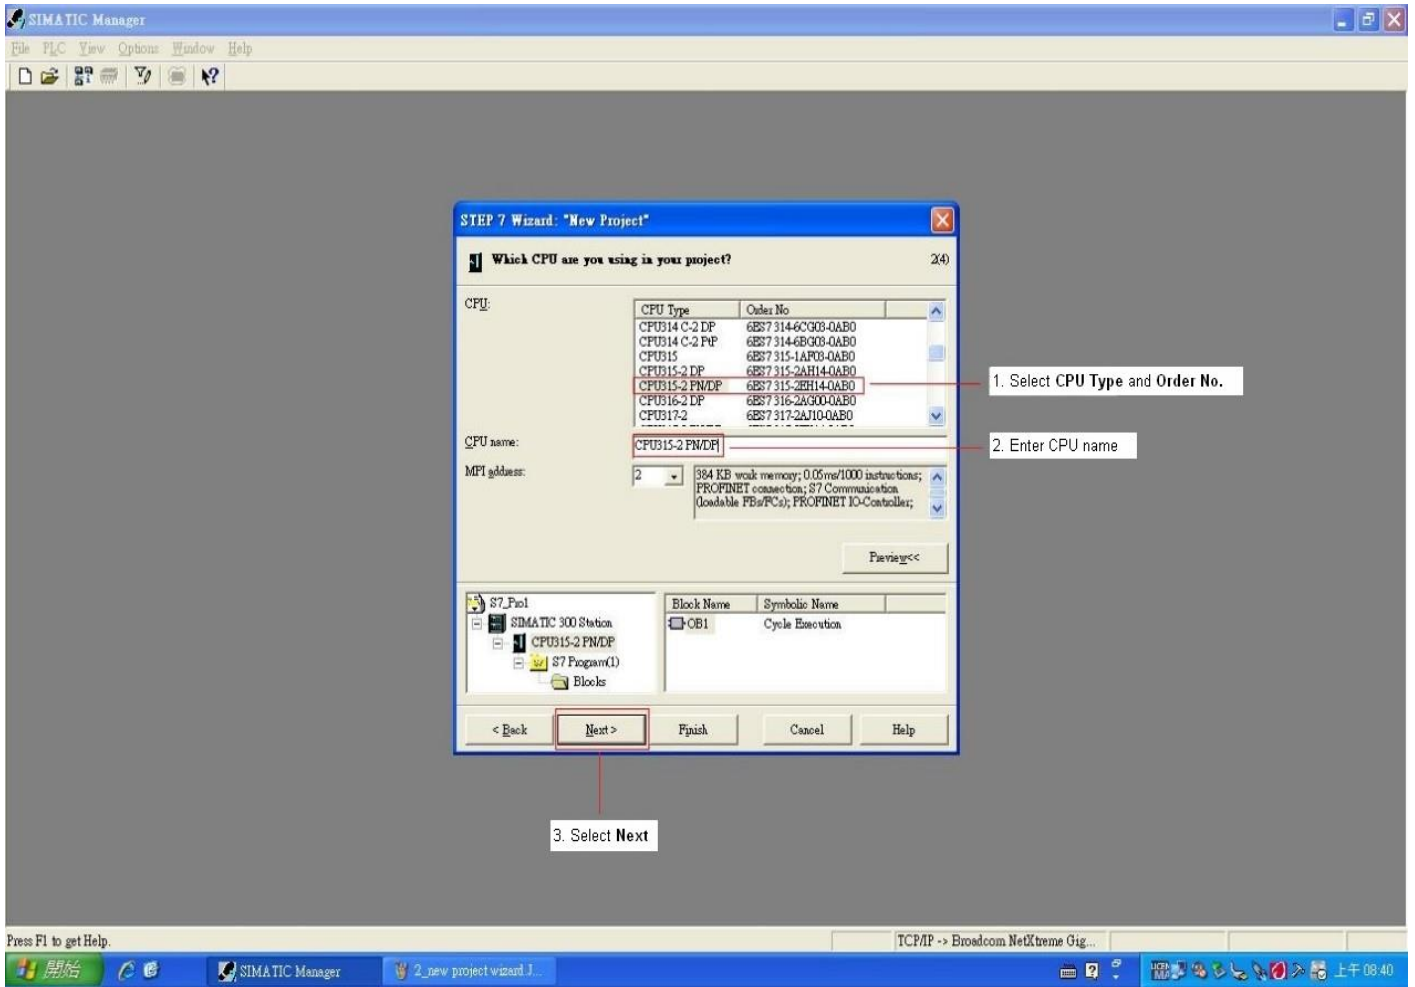 SIMATIC Manager
File PLC View Options Window Help
STEP 7 Wizard: "New Project"
Which CPU are you using in your project? 2(4)
CPU:
CPU Type Order No
CPU314 C-2 DP 6ES7 314-6CG03-0AB0
CPU314 C-2 PtP 6ES7 314-6BG03-0AB0
CPU315 6ES7 315-1AF03-0AB0
CPU315-2 DP 6ES7 315-2AH14-0AB0
CPU315-2 PN/DP 6ES7 315-2EH14-0AB0
CPU316-2 DP 6ES7 316-2AG00-0AB0
CPU317-2 6ES7 317-2AJ10-0AB0
1. Select CPU Type and Order No.
CPU name: CPU315-2 PN/DP
2. Enter CPU name
MPI address: 2
384 KB work memory; 0.05ms/1000 instructions;
PROFINET connection; S7 Communication
(loadable FBs/FCs); PROFINET IO-Controller;
Preview<<
S7_Pro1
SIMATIC 300 Station
CPU315-2 PN/DP
S7 Program(1)
Blocks
Block Name Symbolic Name
OB1 Cycle Execution
< Back Next > Finish Cancel Help
3. Select Next
Press F1 to get Help. TCP/IP -> Broadcom NetXtreme Gig...
開始 SIMATIC Manager 2_new project wizard J... 上午 08:40